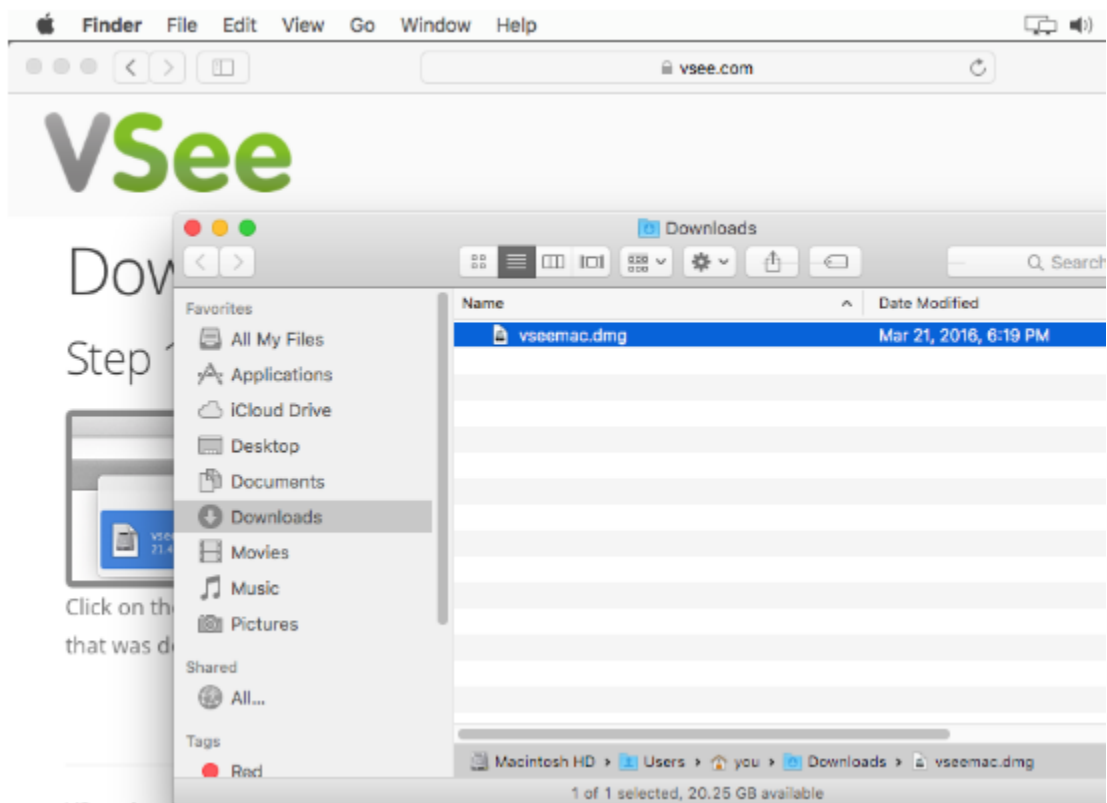 Finder File Edit View Go Window Help
vsee.com
VSee
Downloads
Dow
Search
Favorites
Name
Date Modified
All My Files
vseemac.dmg
Mar 21, 2016, 6:19 PM
Step
Applications
iCloud Drive
Desktop
Documents
Downloads
Movies
Music
Click on th
Pictures
that was d
Shared
All...
Tags
Red
Macintosh HD › Users › you › Downloads › vseemac.dmg
1 of 1 selected, 20.25 GB available